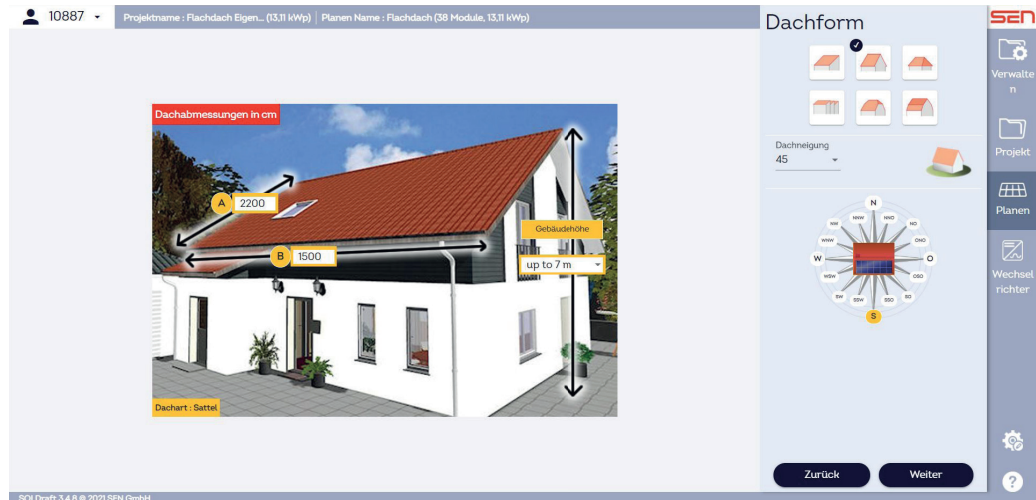 10887
Projektname : Flachdach Eigen... (13,11 kWp) | Planen Name : Flachdach (38 Module, 13,11 kWp)
Dachform
SEN
Verwalte
n
Projekt
Planen
Wechsel
richter
Dachneigung
45
N
NNW
NNO
NW
NO
WNW
ONO
W
O
WSW
OSO
SW
SSW
SSO
SO
S
Dachabmessungen in cm
A 2200
B 1500
Gebäudehöhe
up to 7 m
Dachart : Sattel
Zurück
Weiter
?
SOLDraft 3.4.8 @ 2021 SEN GmbH